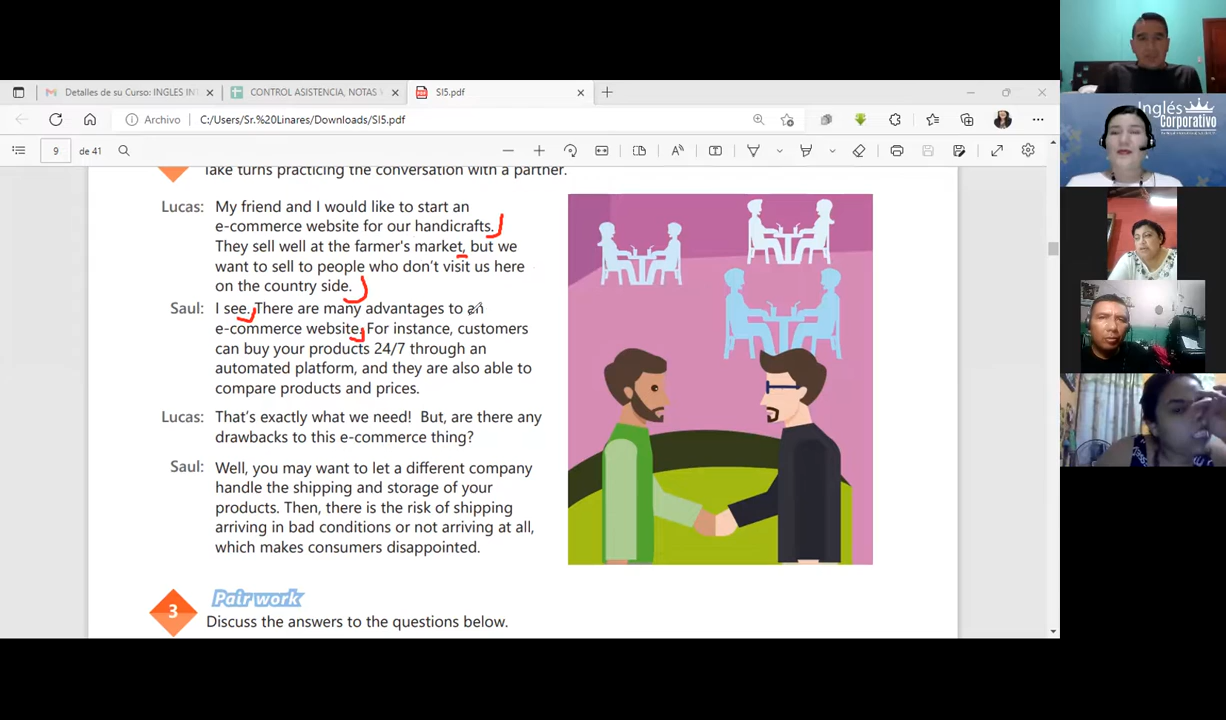 Detalles de su Curso: INGLES IN
CONTROL ASISTENCIA, NOTAS
SI5.pdf
Archivo
C:/Users/Sr.%20Linares/Downloads/SI5.pdf
9 de 41
Take turns practicing the conversation with a partner.
Lucas: My friend and I would like to start an
e-commerce website for our handicrafts.
They sell well at the farmer's market, but we
want to sell to people who don't visit us here
on the country side.
Saul: I see. There are many advantages to an
e-commerce website. For instance, customers
can buy your products 24/7 through an
automated platform, and they are also able to
compare products and prices.
Lucas: That's exactly what we need! But, are there any
drawbacks to this e-commerce thing?
Saul: Well, you may want to let a different company
handle the shipping and storage of your
products. Then, there is the risk of shipping
arriving in bad conditions or not arriving at all,
which makes consumers disappointed.
3 Pair work
Discuss the answers to the questions below.
Inglés
Corporativo